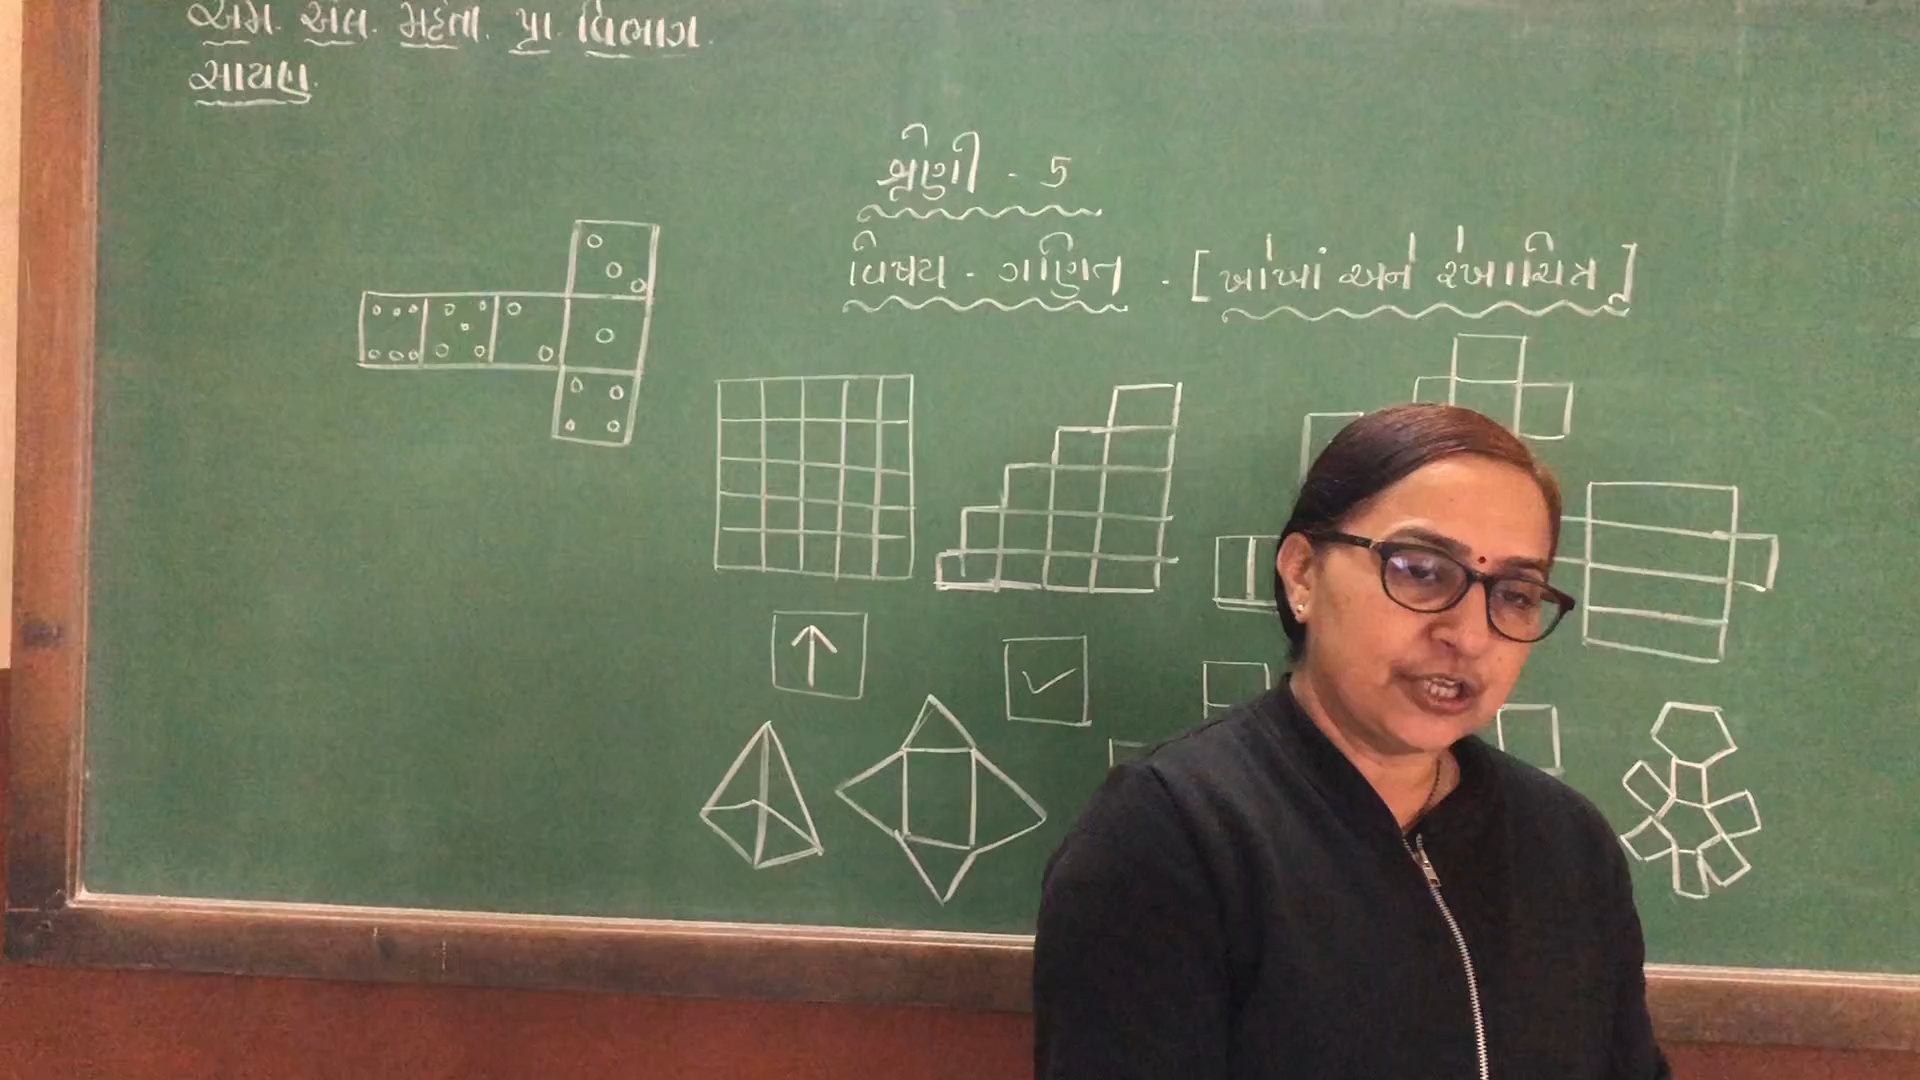 એમ. એલ. મહેતા. પ્રા. વિભાગ.
સાયણ.
શ્રેણી - 5
વિષય - ગણિત - [ખોખાં અને રેખાચિત્ર]